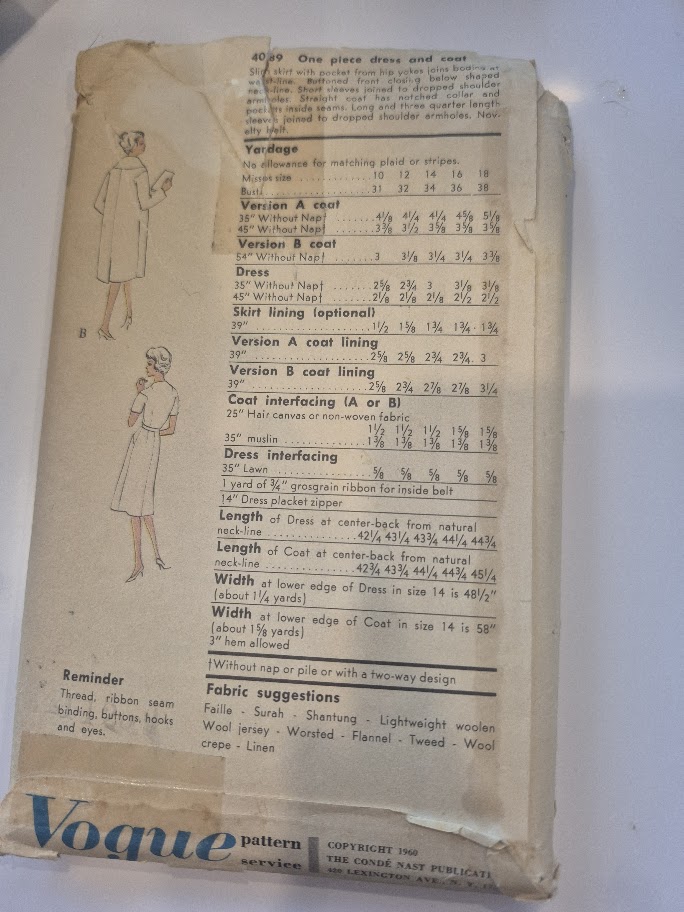 4089 One piece dress and coat
Slim skirt with pocket from hip yokes joins bodice at
waist-line. Buttoned front closing below shaped
neck-line. Short sleeves joined to dropped shoulder
armholes. Straight coat has notched collar and
pockets inside seams. Long and three quarter length
sleeves joined to dropped shoulder armholes. Nov-
elty belt.
Yardage
No allowance for matching plaid or stripes.
Misses size ............ 10 12 14 16 18
Bust ............ 31 32 34 36 38
Version A coat
35" Without Nap† ....... 4⅛ 4¼ 4¼ 4⅝ 5⅛
45" Without Nap† ....... 3⅜ 3½ 3⅝ 3⅝ 3⅝
Version B coat
54" Without Nap† ....... 3 3⅛ 3¼ 3¼ 3⅜
Dress
35" Without Nap† ....... 2⅝ 2¾ 3 3⅛ 3⅛
45" Without Nap† ....... 2⅛ 2⅛ 2⅛ 2½ 2½
Skirt lining (optional)
39" ............ 1½ 1⅝ 1¾ 1¾ 1¾
Version A coat lining
39" ............ 2⅝ 2⅝ 2¾ 2¾ 3
Version B coat lining
39" ............ 2⅝ 2¾ 2⅞ 2⅞ 3¼
Coat interfacing (A or B)
25" Hair canvas or non-woven fabric
1½ 1½ 1½ 1⅝ 1⅝
35" muslin ............ 1⅜ 1⅜ 1⅜ 1⅜ 1⅜
Dress interfacing
35" Lawn ............ ⅝ ⅝ ⅝ ⅝ ⅝
1 yard of ¾" grosgrain ribbon for inside belt
14" Dress placket zipper
Length of Dress at center-back from natural
neck-line ............ 42¼ 43¼ 43¾ 44¼ 44¾
Length of Coat at center-back from natural
neck-line ............ 42¾ 43¾ 44¼ 44¾ 45¼
Width at lower edge of Dress in size 14 is 48½"
(about 1¼ yards)
Width at lower edge of Coat in size 14 is 58"
(about 1⅝ yards)
3" hem allowed
†Without nap or pile or with a two-way design
Fabric suggestions
Faille - Surah - Shantung - Lightweight woolen
Wool jersey - Worsted - Flannel - Tweed - Wool
crepe - Linen
B
Reminder
Thread, ribbon seam
binding, buttons, hooks
and eyes.
Vogue pattern
service
COPYRIGHT 1960
THE CONDÉ NAST PUBLICATI
420 LEXINGTON AVE., N. Y.